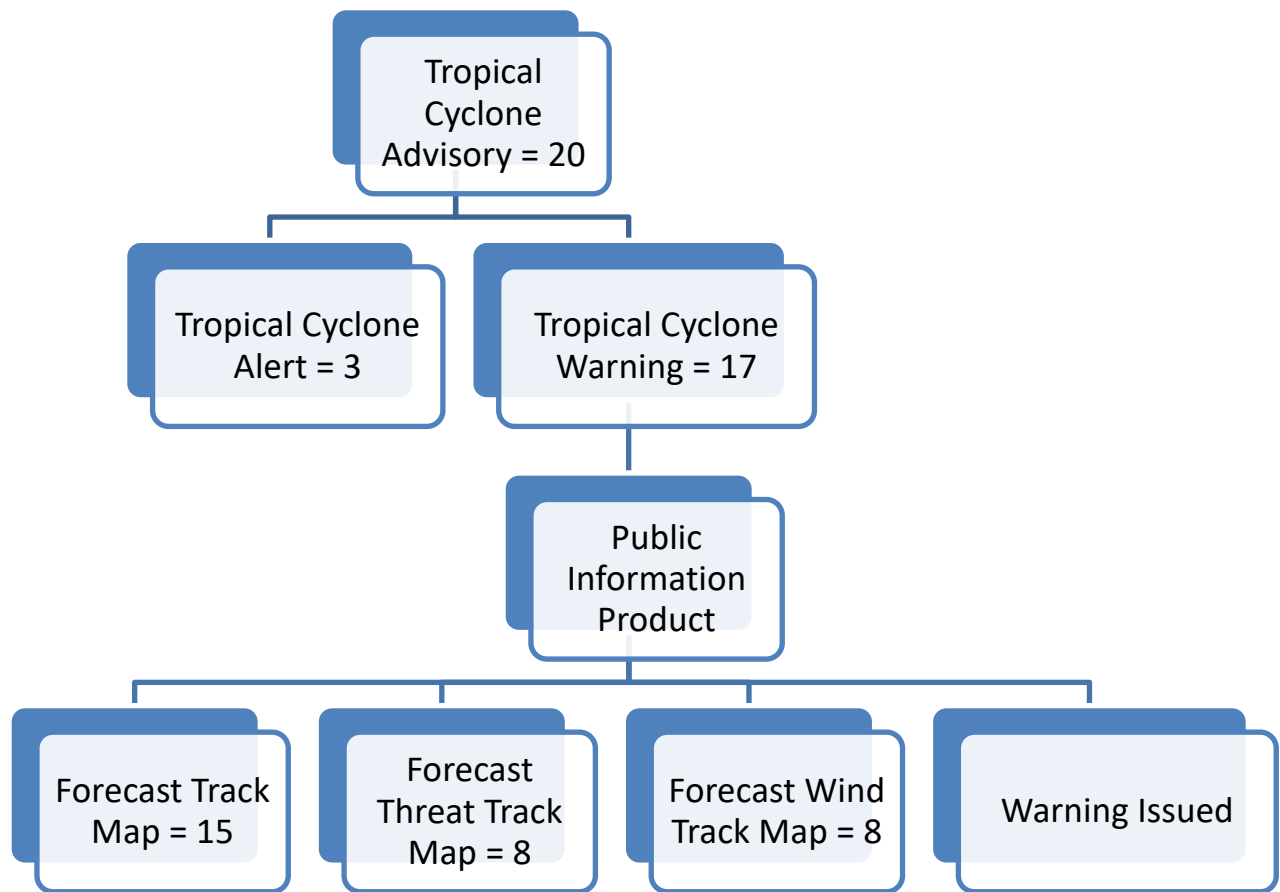 Tropical
Cyclone
Advisory = 20
Tropical Cyclone
Alert = 3
Tropical Cyclone
Warning = 17
Public
Information
Product
Forecast Track
Map = 15
Forecast
Threat Track
Map = 8
Forecast Wind
Track Map = 8
Warning Issued